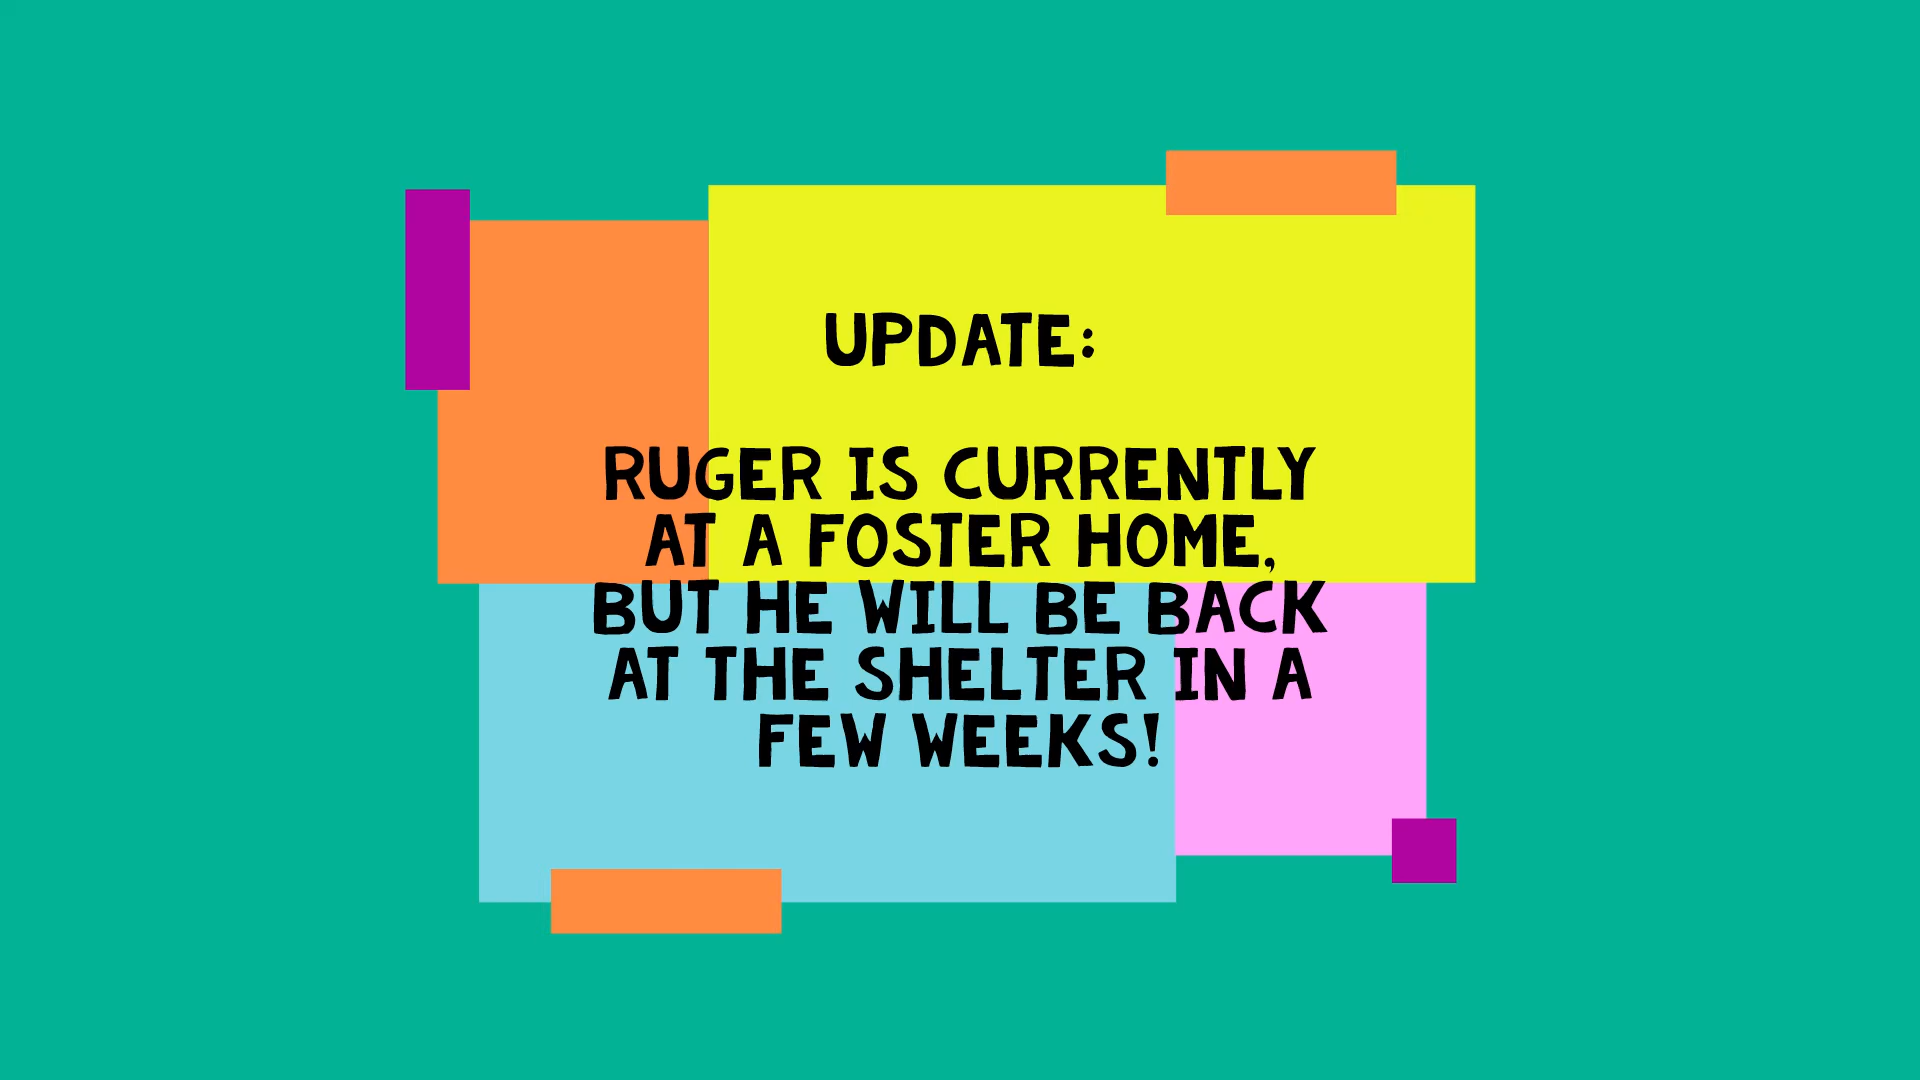 UPDATE:
RUGER IS CURRENTLY
AT A FOSTER HOME,
BUT HE WILL BE BACK
AT THE SHELTER IN A
FEW WEEKS!